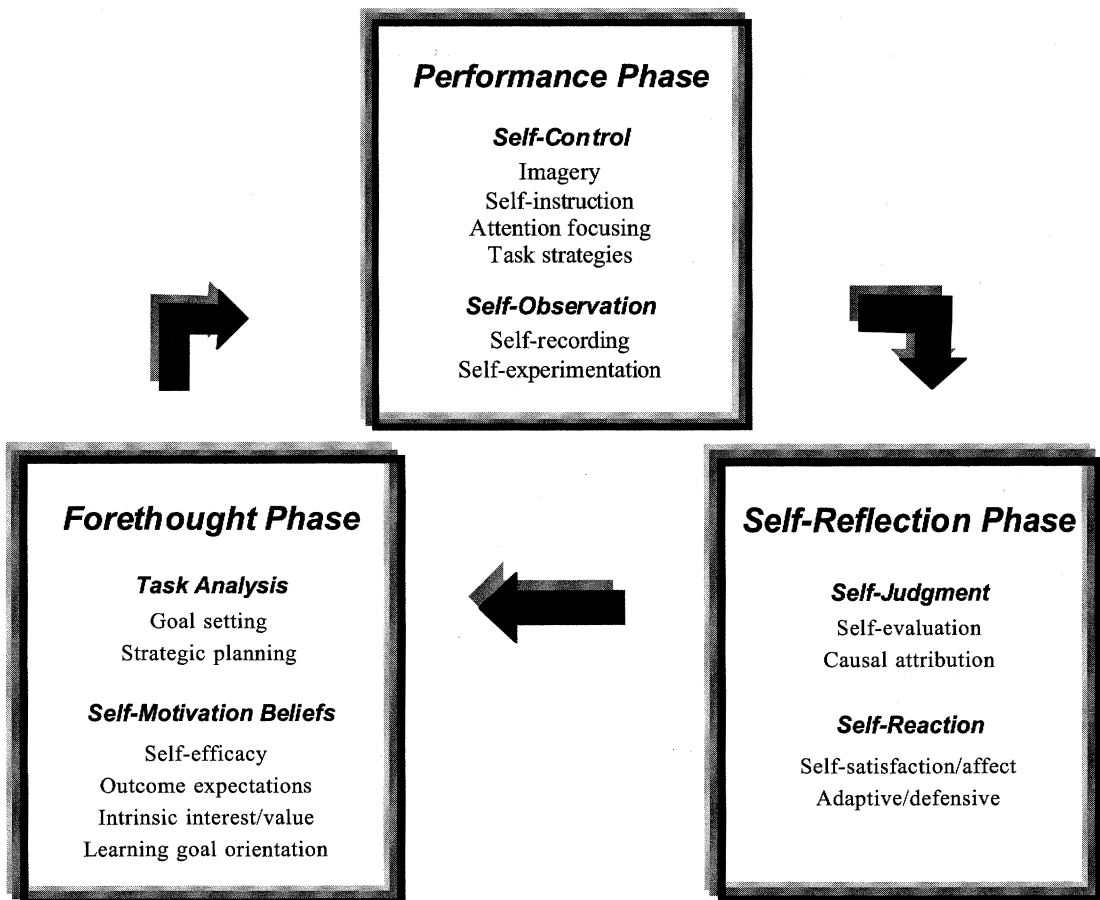 Performance Phase
Self-Control
Imagery
Self-instruction
Attention focusing
Task strategies
Self-Observation
Self-recording
Self-experimentation
Forethought Phase
Task Analysis
Goal setting
Strategic planning
Self-Motivation Beliefs
Self-efficacy
Outcome expectations
Intrinsic interest/value
Learning goal orientation
Self-Reflection Phase
Self-Judgment
Self-evaluation
Causal attribution
Self-Reaction
Self-satisfaction/affect
Adaptive/defensive